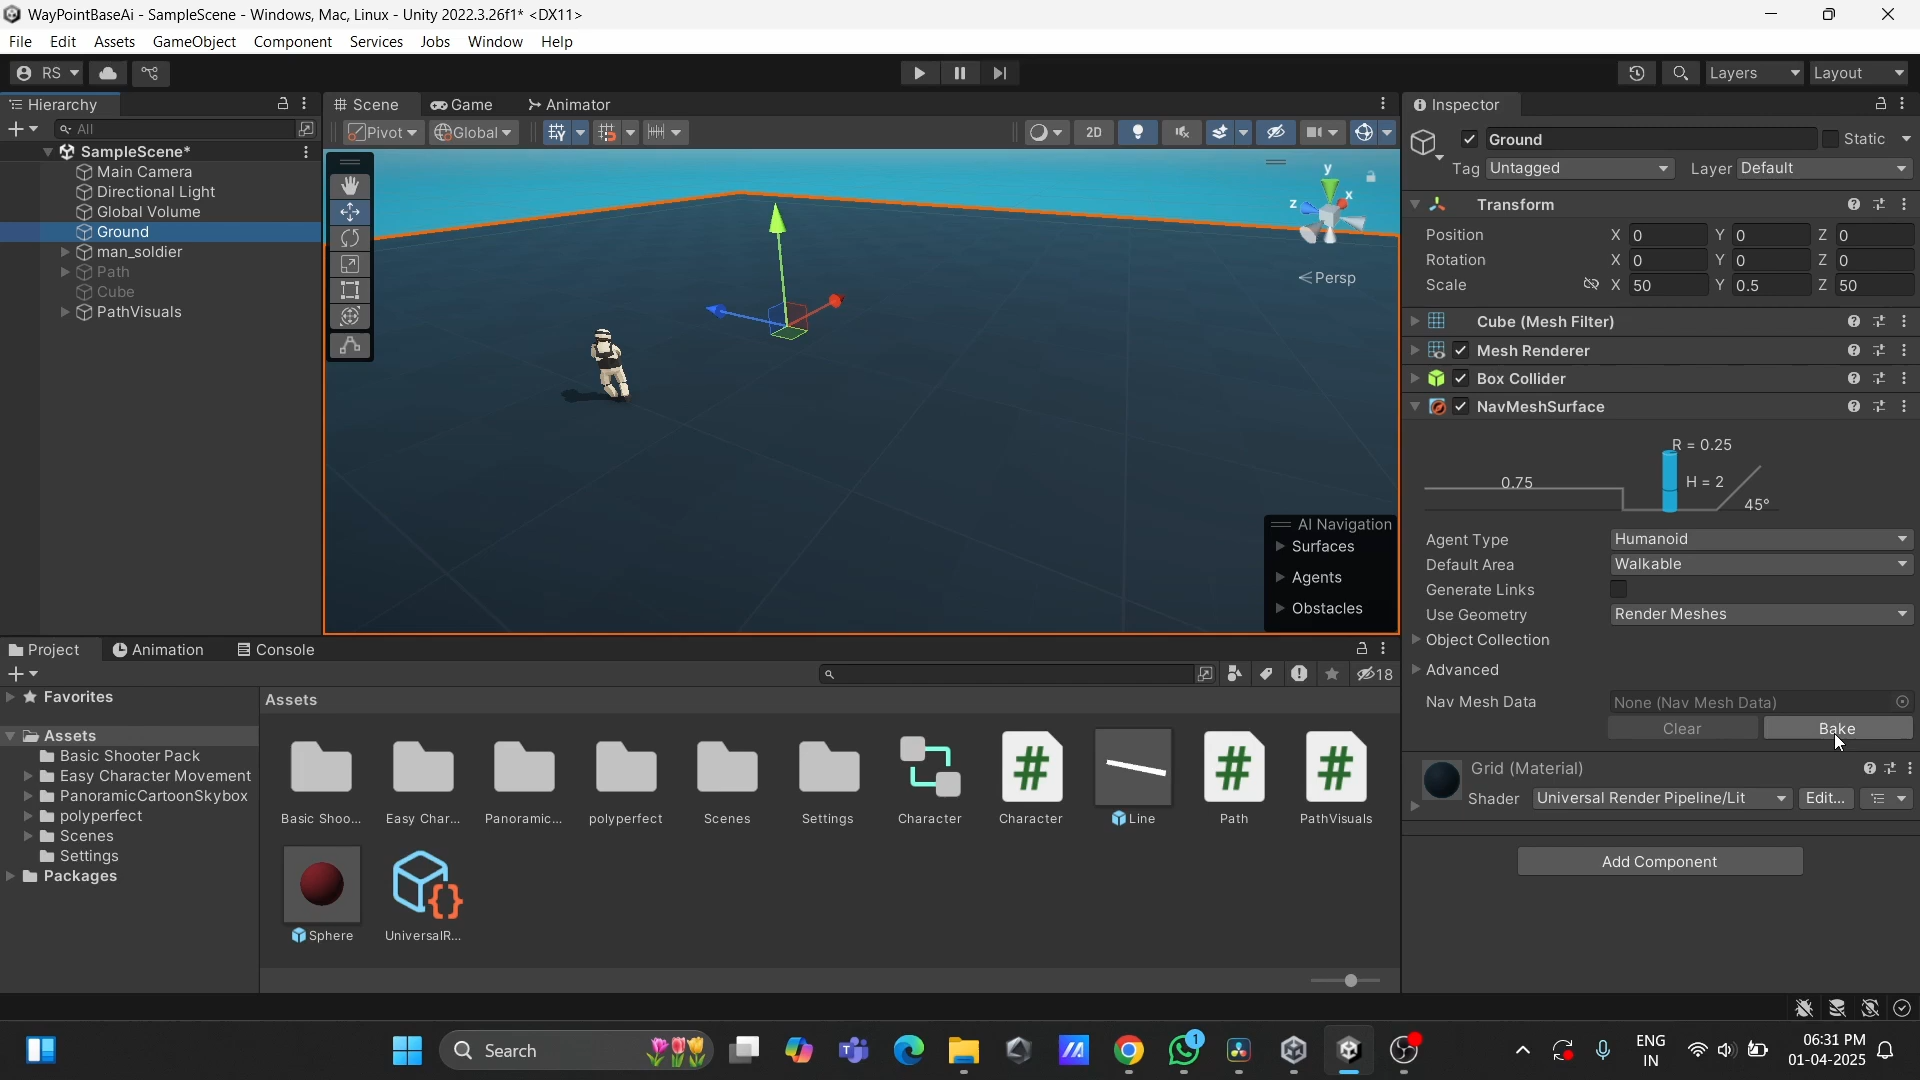 WayPointBaseAi - SampleScene - Windows, Mac, Linux - Unity 2022.3.26f1* <DX11>
File Edit Assets GameObject Component Services Jobs Window Help
RS Layers Layout
Hierarchy
All
SampleScene*
Main Camera
Directional Light
Global Volume
Ground
man_soldier
Path
Cube
PathVisuals
Scene Game Animator
Pivot Global 2D
y
x
z
Persp
AI Navigation
Surfaces
Agents
Obstacles
Inspector
Ground Static
Tag Untagged Layer Default
Transform
Position X 0 Y 0 Z 0
Rotation X 0 Y 0 Z 0
Scale X 50 Y 0.5 Z 50
Cube (Mesh Filter)
Mesh Renderer
Box Collider
NavMeshSurface
R = 0.25
0.75 H = 2
45°
Agent Type Humanoid
Default Area Walkable
Generate Links
Use Geometry Render Meshes
Object Collection
Advanced
Nav Mesh Data None (Nav Mesh Data)
Clear Bake
Grid (Material)
Shader Universal Render Pipeline/Lit Edit...
Add Component
Project Animation Console
18
Favorites
Assets
Basic Shooter Pack
Easy Character Movement
PanoramicCartoonSkybox
polyperfect
Scenes
Settings
Packages
Assets
Basic Shoo... Easy Char... Panoramic... polyperfect Scenes Settings Character Character Line Path PathVisuals
Sphere UniversalR...
Search
1
ENG
IN
06:31 PM
01-04-2025